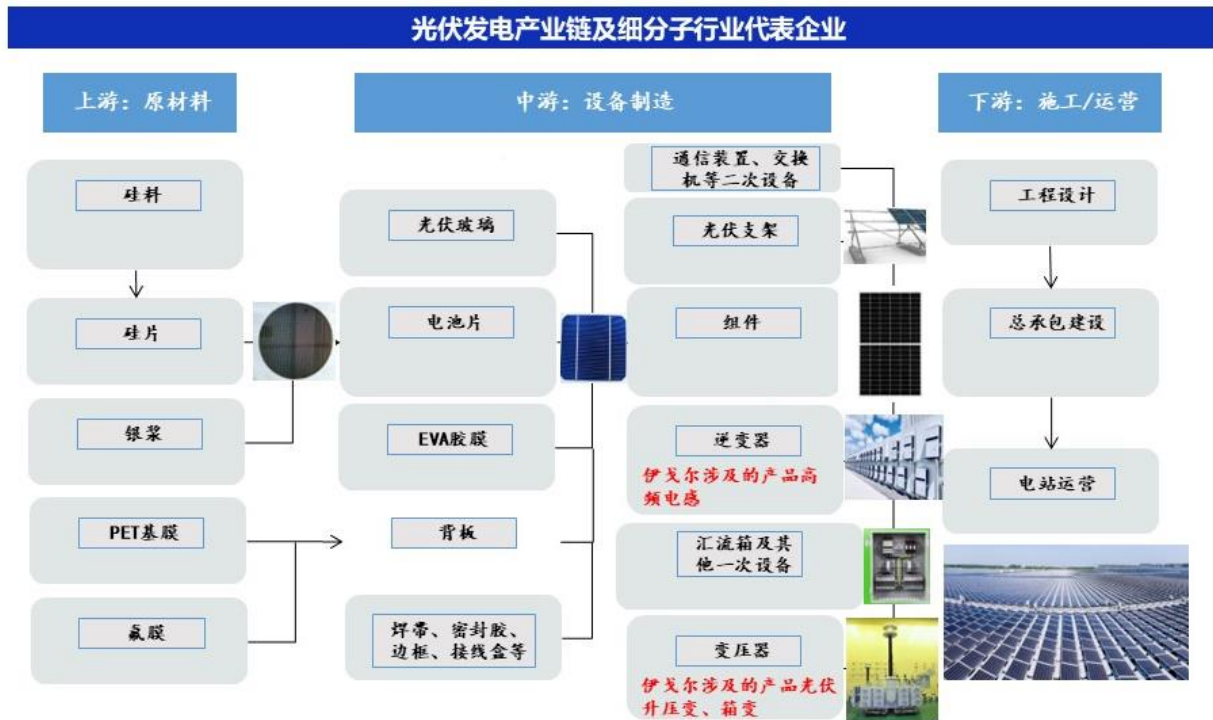 光伏发电产业链及细分子行业代表企业
上游：原材料
中游：设备制造
下游：施工/运营
硅料
硅片
银浆
PET基膜
氟膜
光伏玻璃
电池片
EVA胶膜
背板
焊带、密封胶、
边框、接线盒等
通信装置、交换
机等二次设备
光伏支架
组件
逆变器
伊戈尔涉及的产品高
频电感
汇流箱及其
他一次设备
变压器
伊戈尔涉及的产品光伏
升压变、箱变
工程设计
总承包建设
电站运营